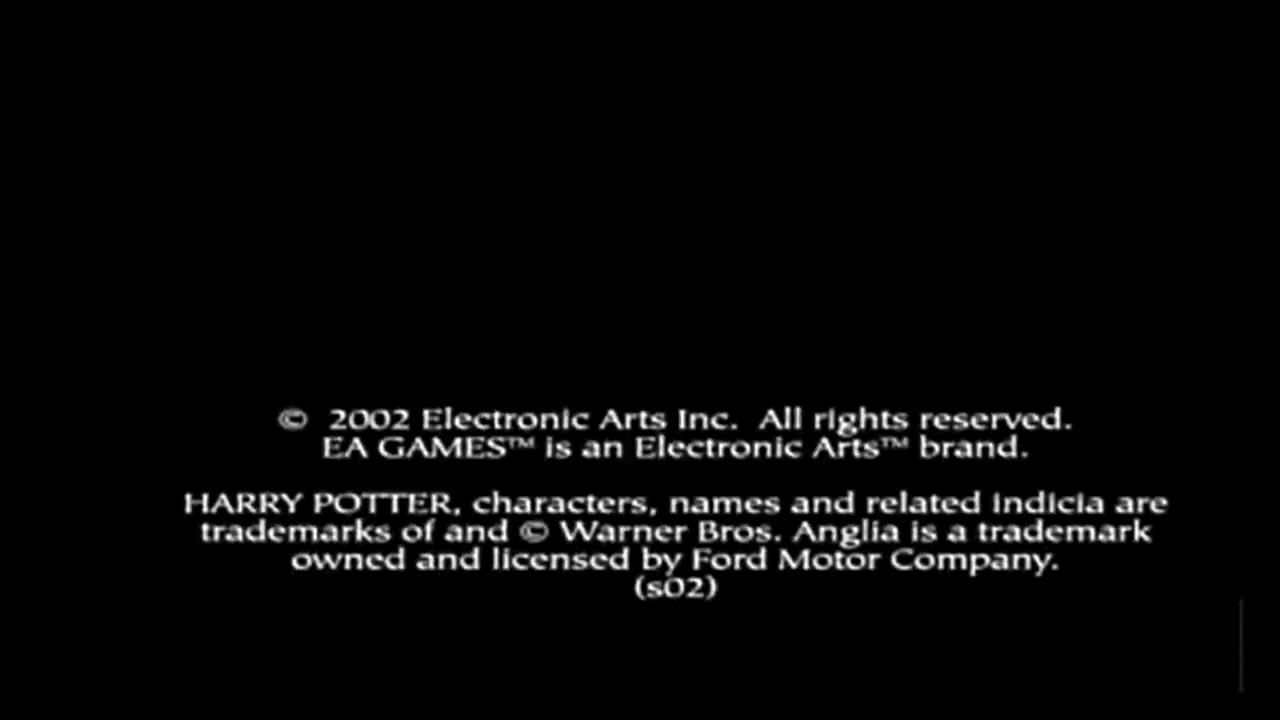 © 2002 Electronic Arts Inc. All rights reserved.
EA GAMES™ is an Electronic Arts™ brand.
HARRY POTTER, characters, names and related indicia are
trademarks of and © Warner Bros. Anglia is a trademark
owned and licensed by Ford Motor Company.
(s02)